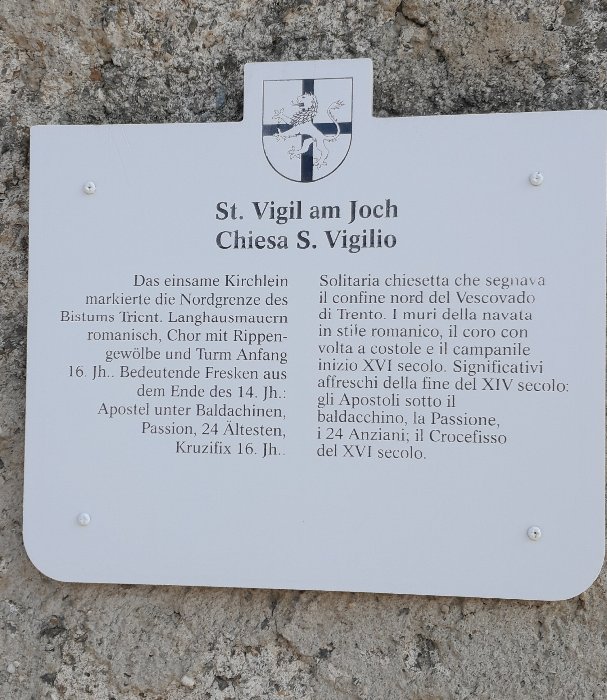 St. Vigil am Joch
Chiesa S. Vigilio
Das einsame Kirchlein
markierte die Nordgrenze des
Bistums Trient. Langhausmauern
romanisch, Chor mit Rippen-
gewölbe und Turm Anfang
16. Jh.. Bedeutende Fresken aus
dem Ende des 14. Jh.:
Apostel unter Baldachinen,
Passion, 24 Ältesten,
Kruzifix 16. Jh..
Solitaria chiesetta che segnava
il confine nord del Vescovado
di Trento. I muri della navata
in stile romanico, il coro con
volta a costole e il campanile
inizio XVI secolo. Significativi
affreschi della fine del XIV secolo:
gli Apostoli sotto il
baldacchino, la Passione,
i 24 Anziani; il Crocefisso
del XVI secolo.